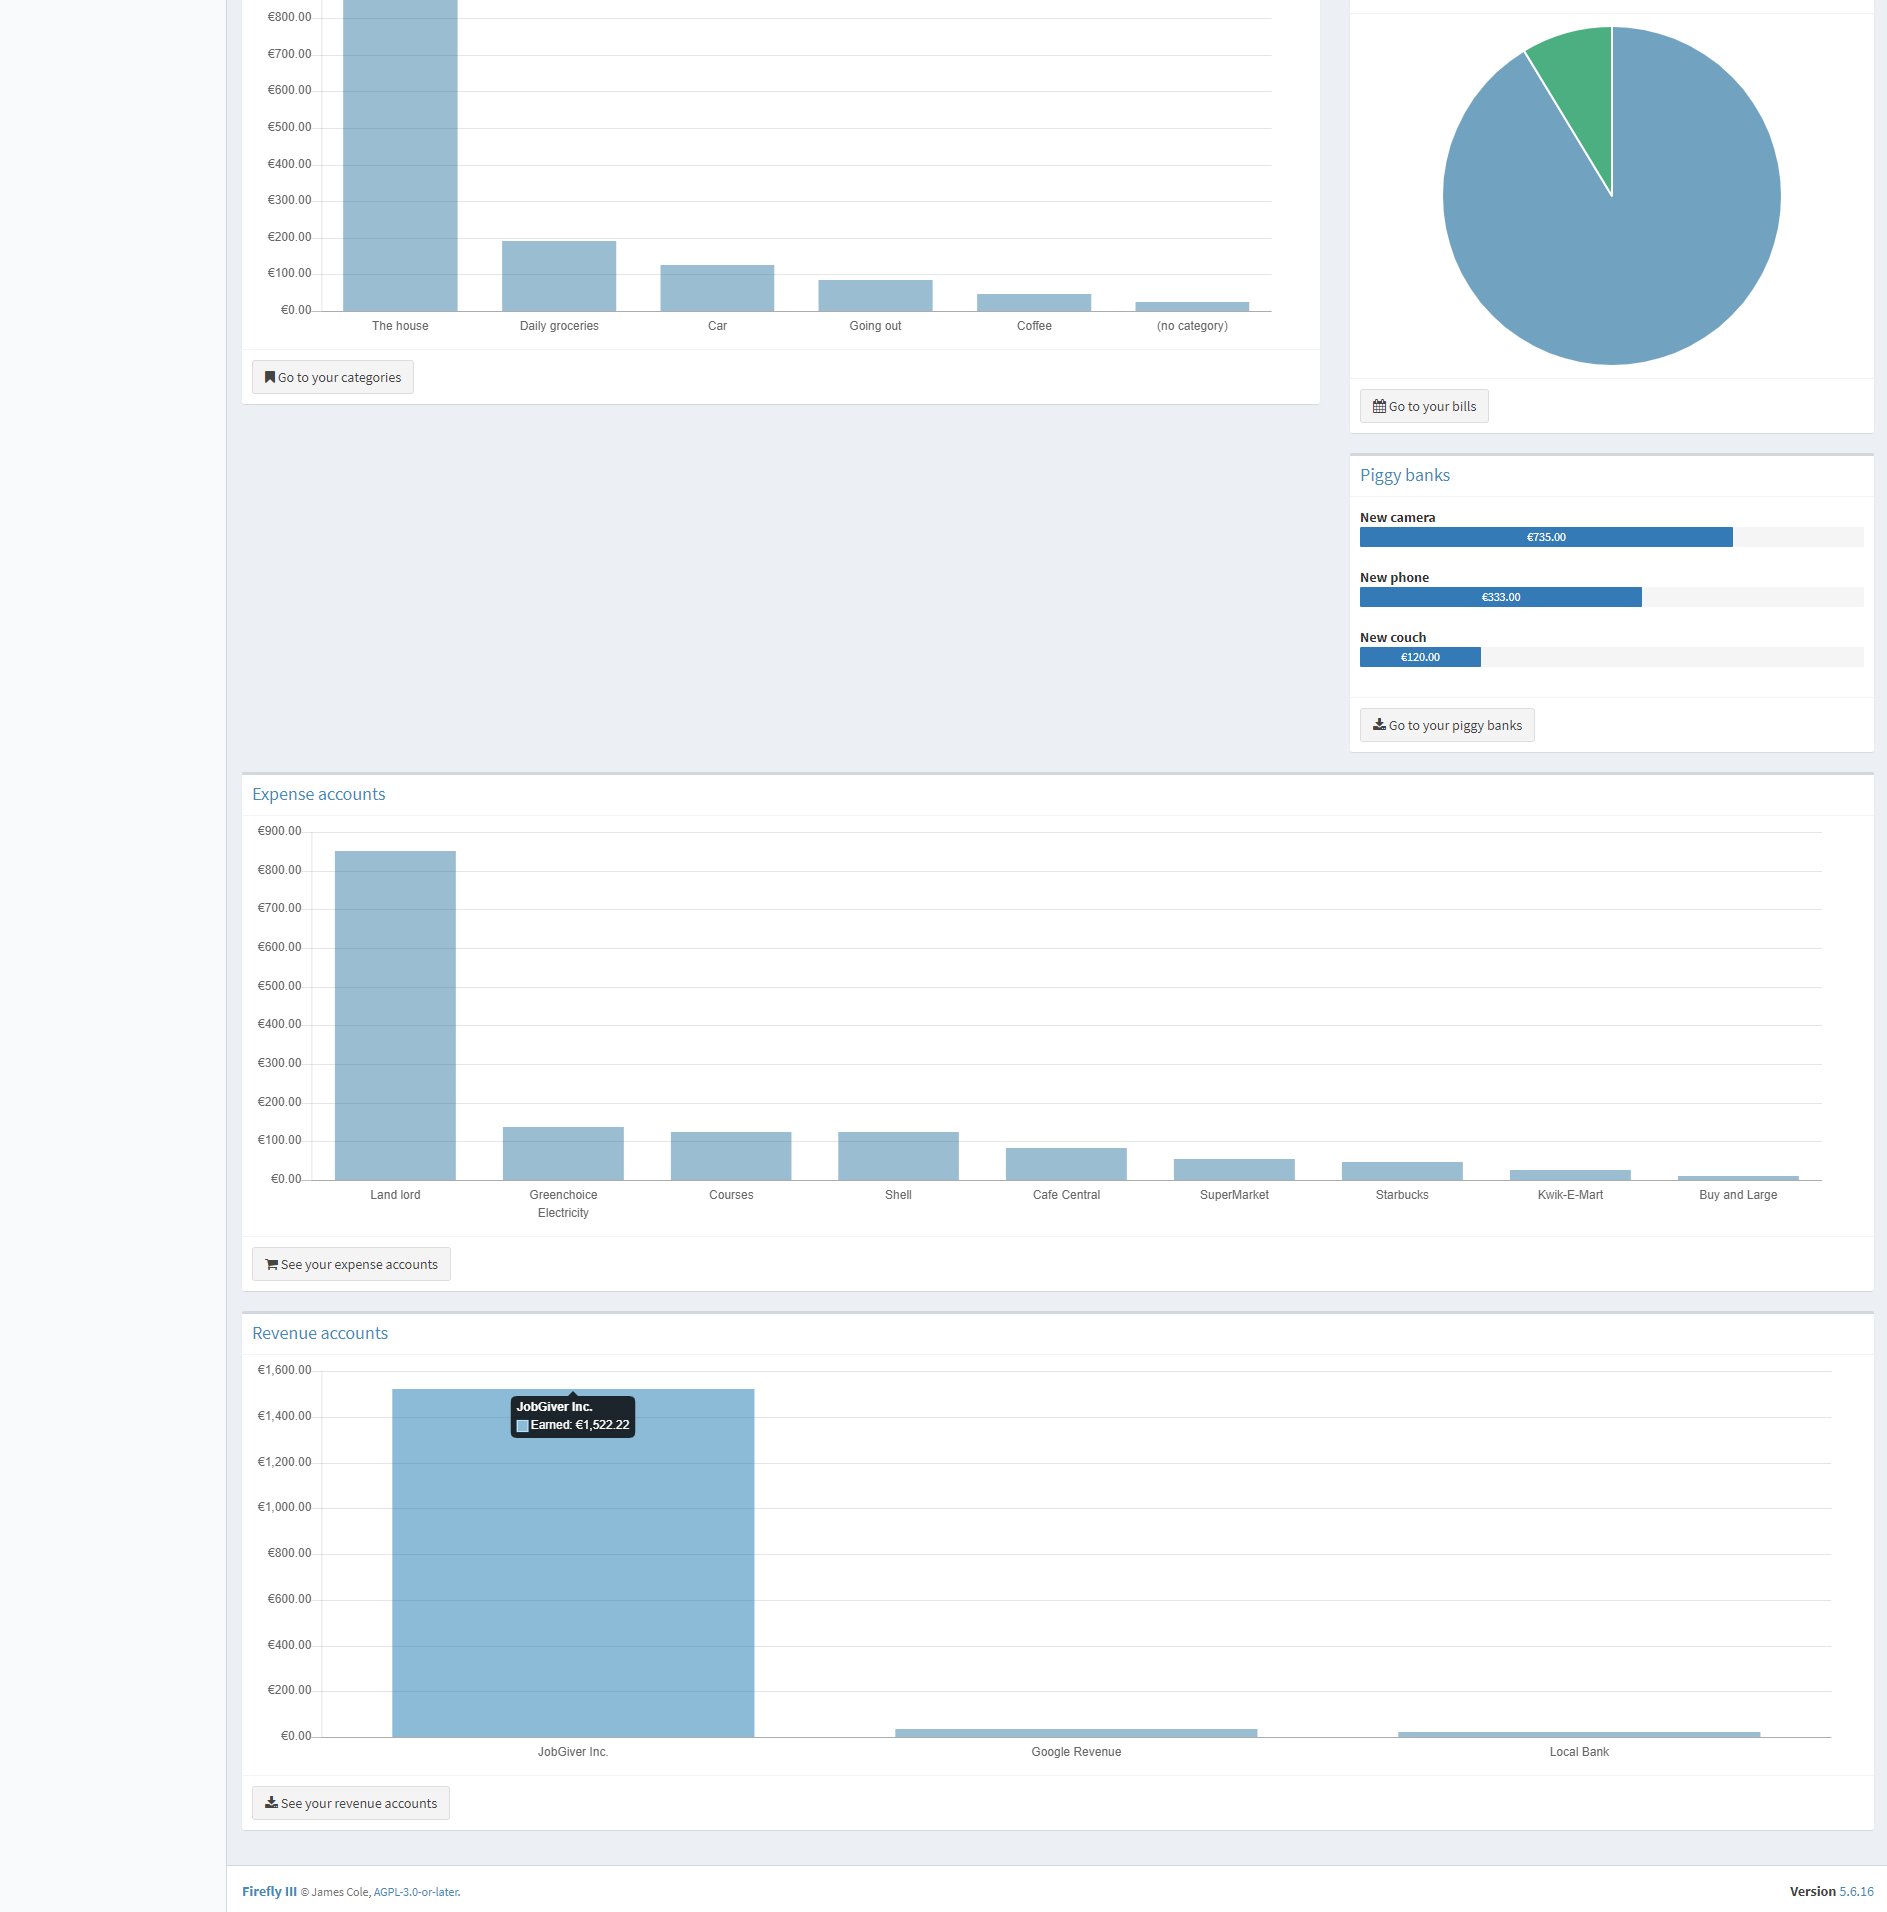 €800.00
€700.00
€600.00
€500.00
€400.00
€300.00
€200.00
€100.00
€0.00
The house Daily groceries Car Going out Coffee (no category)
Go to your categories
Go to your bills
Piggy banks
New camera
€735.00
New phone
€333.00
New couch
€120.00
Go to your piggy banks
Expense accounts
€900.00
€800.00
€700.00
€600.00
€500.00
€400.00
€300.00
€200.00
€100.00
€0.00
Land lord Greenchoice Courses Shell Cafe Central SuperMarket Starbucks Kwik-E-Mart Buy and Large
Electricity
See your expense accounts
Revenue accounts
€1,600.00
€1,400.00
€1,200.00
€1,000.00
€800.00
€600.00
€400.00
€200.00
€0.00
JobGiver Inc.
Earned: €1,522.22
JobGiver Inc. Google Revenue Local Bank
See your revenue accounts
Firefly III © James Cole, AGPL-3.0-or-later. Version 5.6.16